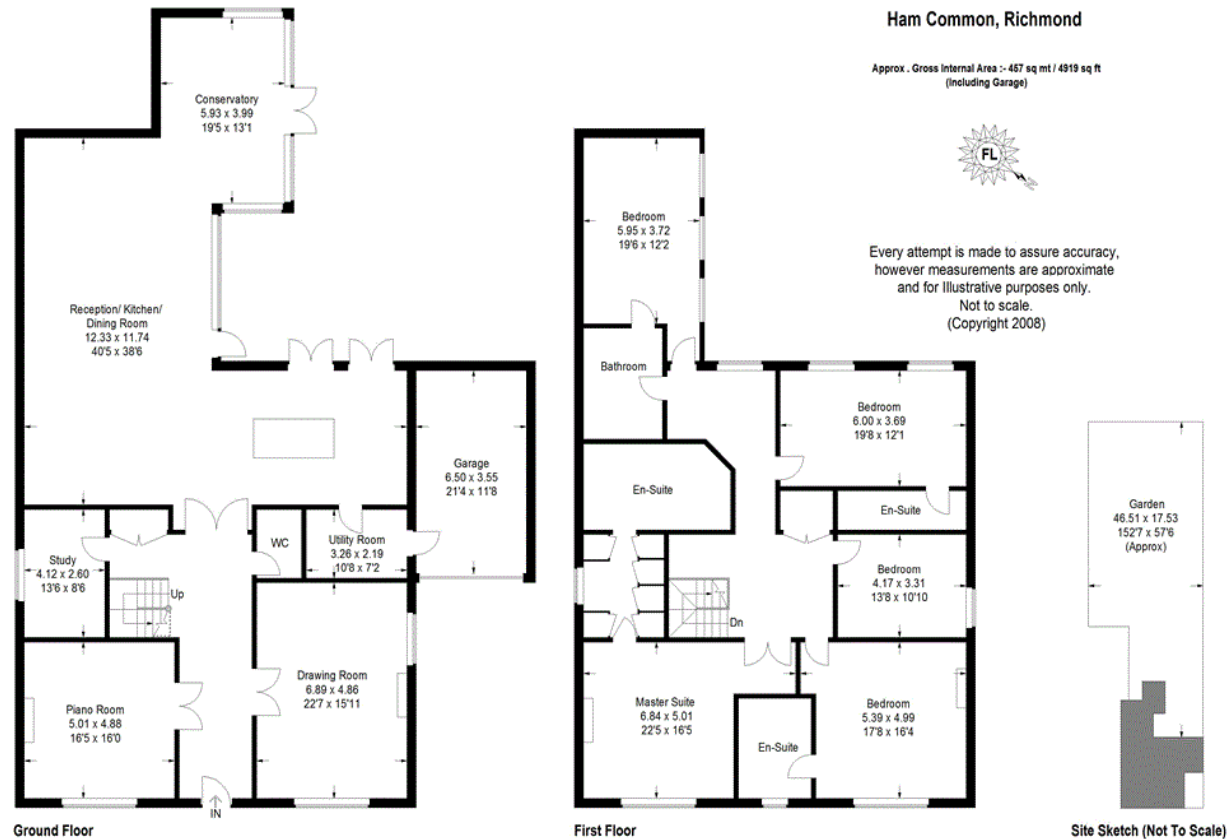 Ham Common, Richmond
Approx . Gross Internal Area :- 457 sq mt / 4919 sq ft
(Including Garage)
FL
N
Every attempt is made to assure accuracy,
however measurements are approximate
and for Illustrative purposes only.
Not to scale.
(Copyright 2008)
Conservatory
5.93 x 3.99
19'5 x 13'1
Reception/ Kitchen/
Dining Room
12.33 x 11.74
40'5 x 38'6
Garage
6.50 x 3.55
21'4 x 11'8
Study
4.12 x 2.60
13'6 x 8'6
WC
Utility Room
3.26 x 2.19
10'8 x 7'2
Up
Piano Room
5.01 x 4.88
16'5 x 16'0
Drawing Room
6.89 x 4.86
22'7 x 15'11
IN
Ground Floor
Bedroom
5.95 x 3.72
19'6 x 12'2
Bathroom
Bedroom
6.00 x 3.69
19'8 x 12'1
En-Suite
En-Suite
Bedroom
4.17 x 3.31
13'8 x 10'10
Dn
Master Suite
6.84 x 5.01
22'5 x 16'5
En-Suite
Bedroom
5.39 x 4.99
17'8 x 16'4
First Floor
Garden
46.51 x 17.53
152'7 x 57'6
(Approx)
Site Sketch (Not To Scale)